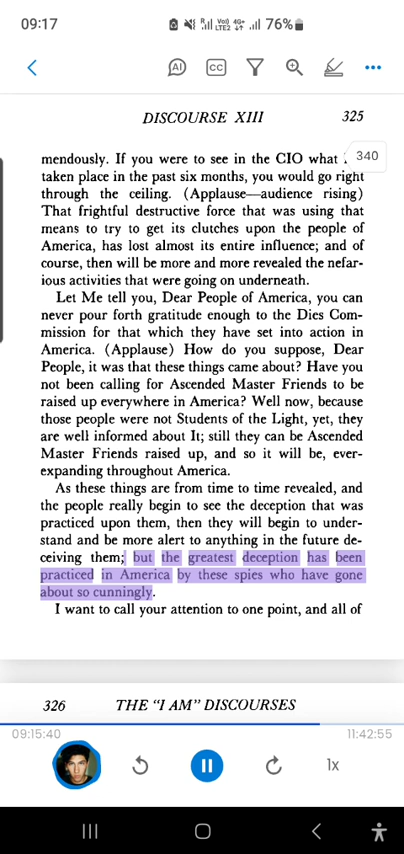 09:17
76%
AI
CC
DISCOURSE XIII 325
340
mendously. If you were to see in the CIO what
taken place in the past six months, you would go right
through the ceiling. (Applause—audience rising)
That frightful destructive force that was using that
means to try to get its clutches upon the people of
America, has lost almost its entire influence; and of
course, then will be more and more revealed the nefar-
ious activities that were going on underneath.
Let Me tell you, Dear People of America, you can
never pour forth gratitude enough to the Dies Com-
mission for that which they have set into action in
America. (Applause) How do you suppose, Dear
People, it was that these things came about? Have you
not been calling for Ascended Master Friends to be
raised up everywhere in America? Well now, because
those people were not Students of the Light, yet, they
are well informed about It; still they can be Ascended
Master Friends raised up, and so it will be, ever-
expanding throughout America.
As these things are from time to time revealed, and
the people really begin to see the deception that was
practiced upon them, then they will begin to under-
stand and be more alert to anything in the future de-
ceiving them; but the greatest deception has been
practiced in America by these spies who have gone
about so cunningly.
I want to call your attention to one point, and all of
326 THE “I AM” DISCOURSES
09:15:40 11:42:55
1x